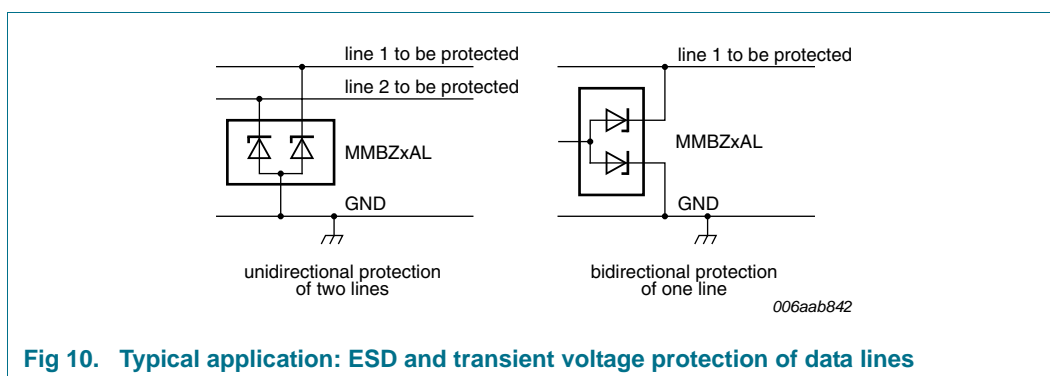 line 1 to be protected
line 2 to be protected
MMBZxAL
GND
unidirectional protection
of two lines
line 1 to be protected
MMBZxAL
GND
bidirectional protection
of one line
006aab842
Fig 10. Typical application: ESD and transient voltage protection of data lines